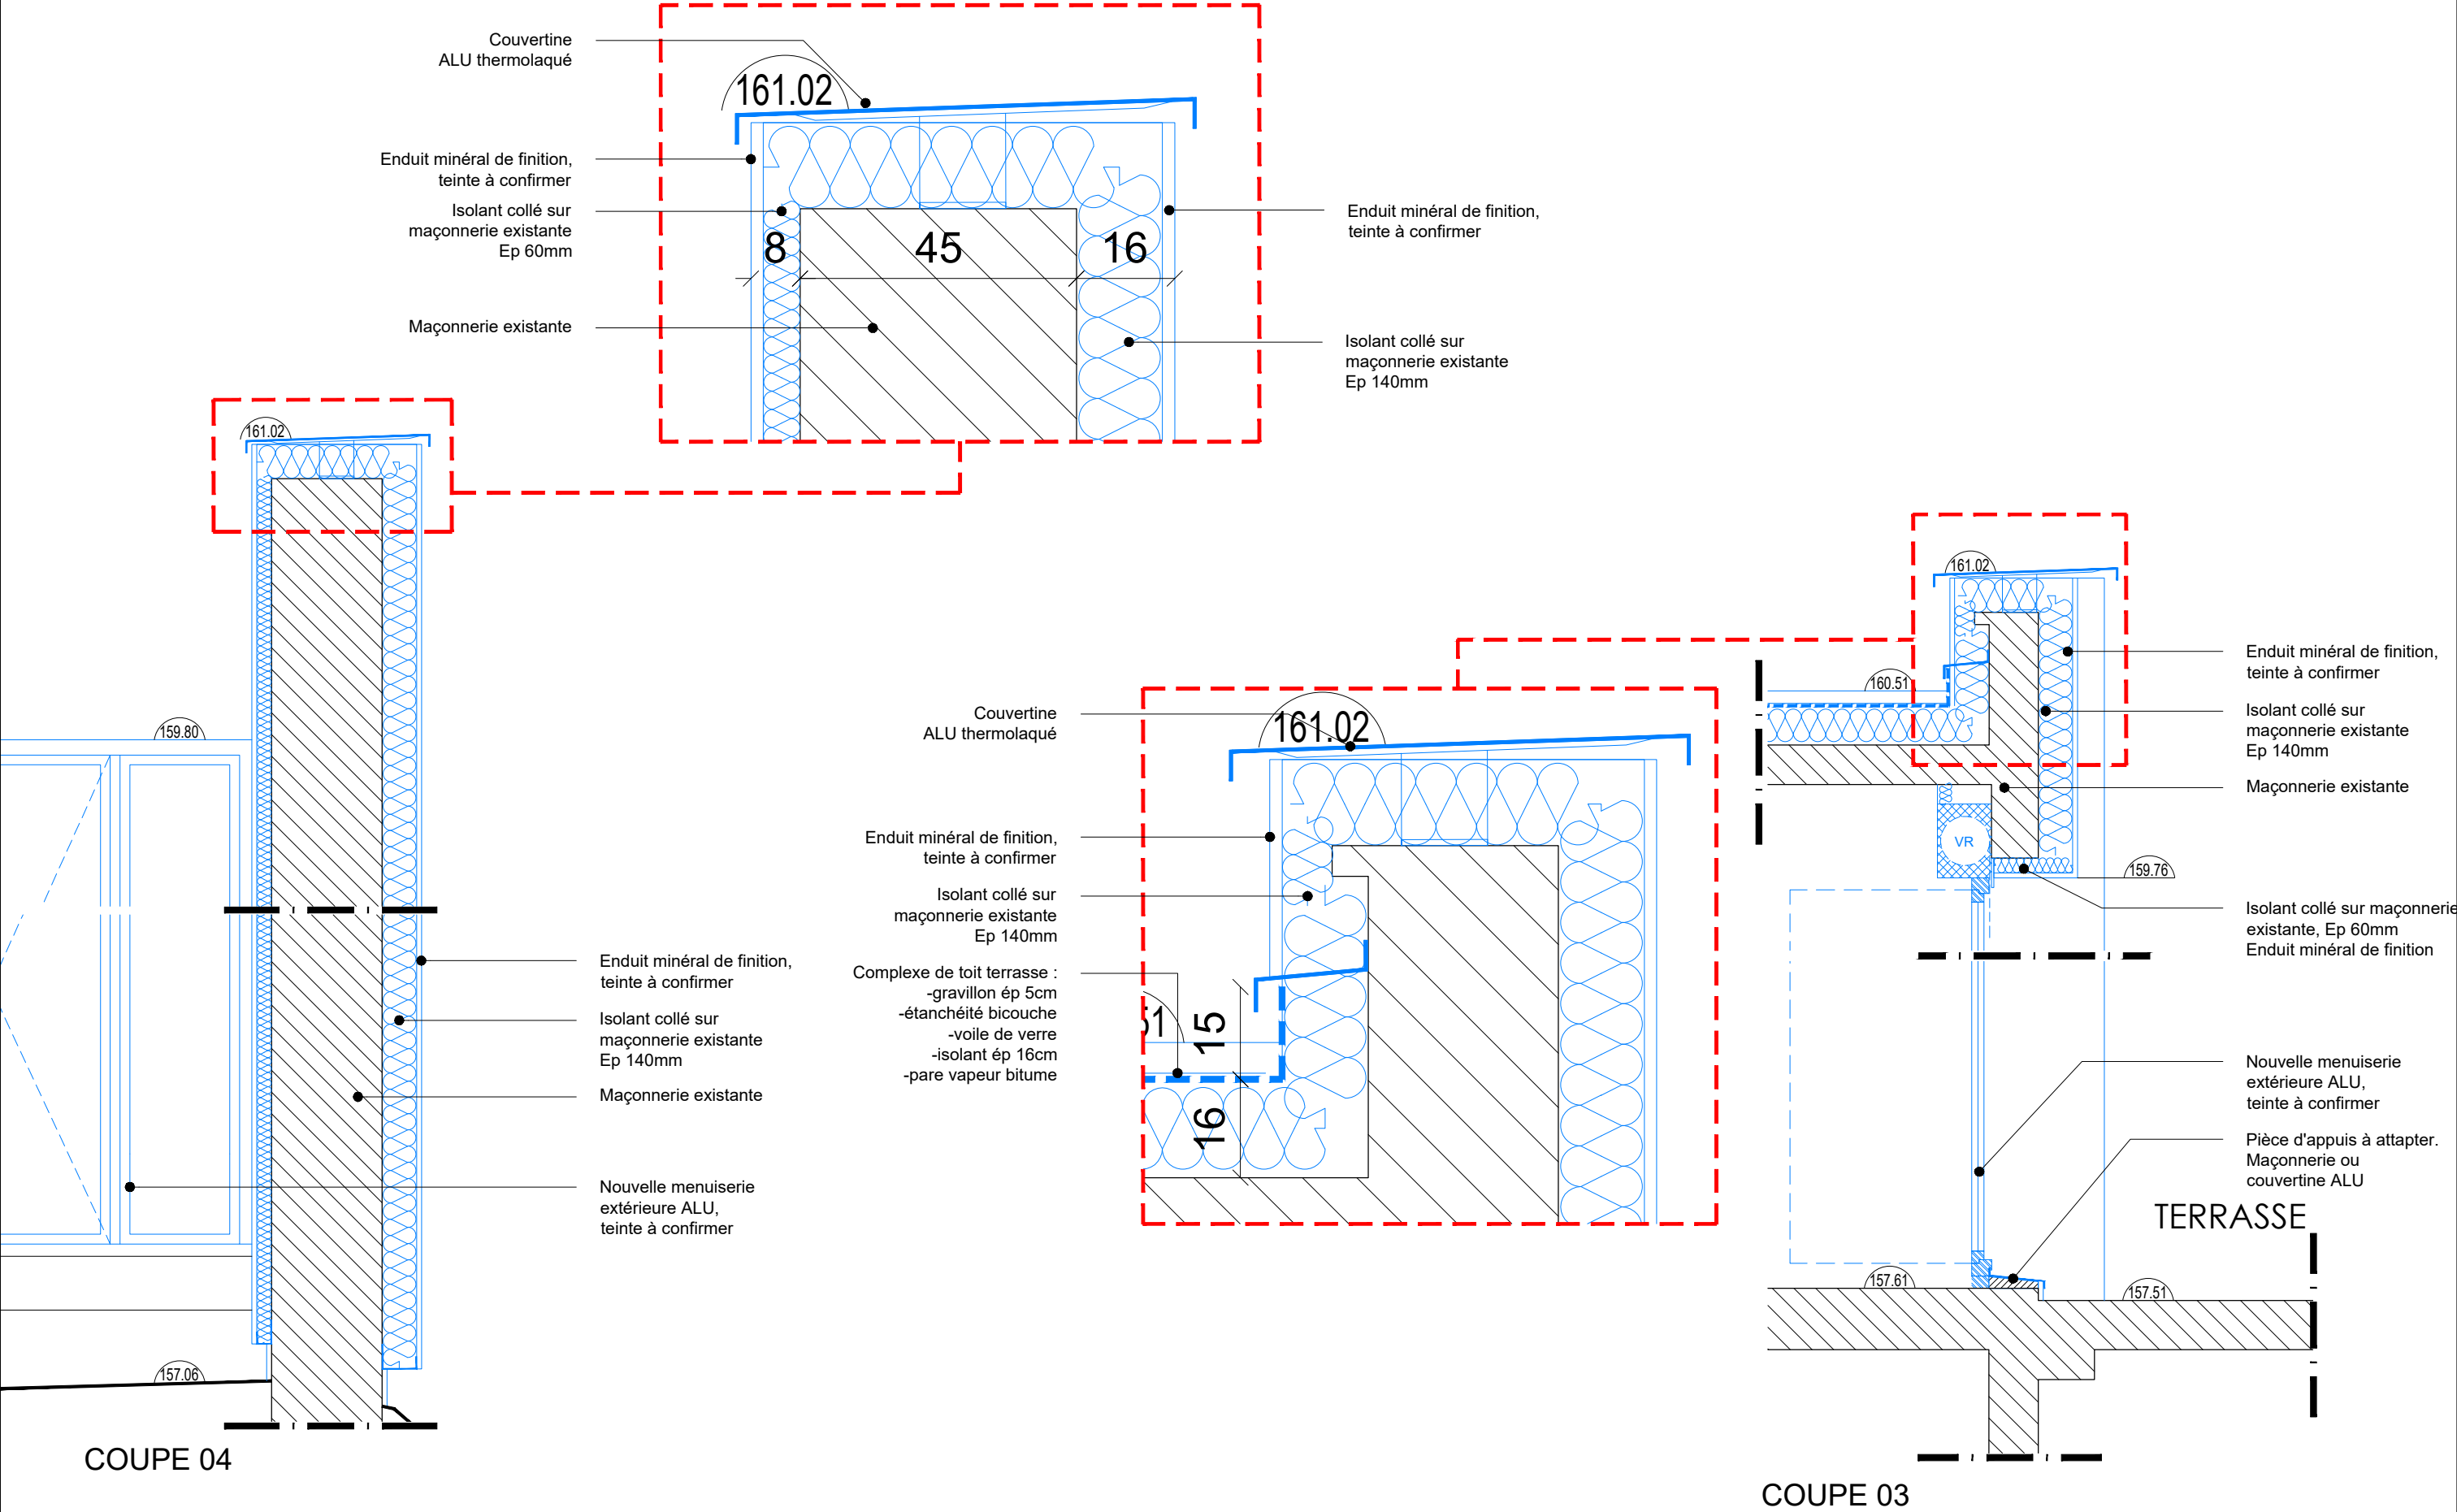 Couvertine
ALU thermolaqué
161.02
Enduit minéral de finition,
teinte à confirmer
Isolant collé sur
maçonnerie existante
Ep 60mm
8
45
16
Enduit minéral de finition,
teinte à confirmer
Maçonnerie existante
Isolant collé sur
maçonnerie existante
Ep 140mm
161.02
159.80
Enduit minéral de finition,
teinte à confirmer
Isolant collé sur
maçonnerie existante
Ep 140mm
Maçonnerie existante
Nouvelle menuiserie
extérieure ALU,
teinte à confirmer
157.06
COUPE 04
Couvertine
ALU thermolaqué
161.02
Enduit minéral de finition,
teinte à confirmer
Isolant collé sur
maçonnerie existante
Ep 140mm
Complexe de toit terrasse :
-gravillon ép 5cm
-étanchéité bicouche
-voile de verre
-isolant ép 16cm
-pare vapeur bitume
51
15
16
161.02
160.51
Enduit minéral de finition,
teinte à confirmer
Isolant collé sur
maçonnerie existante
Ep 140mm
Maçonnerie existante
VR
159.76
Isolant collé sur maçonnerie
existante, Ep 60mm
Enduit minéral de finition
Nouvelle menuiserie
extérieure ALU,
teinte à confirmer
Pièce d'appuis à attapter.
Maçonnerie ou
couvertine ALU
TERRASSE
157.61
157.51
COUPE 03